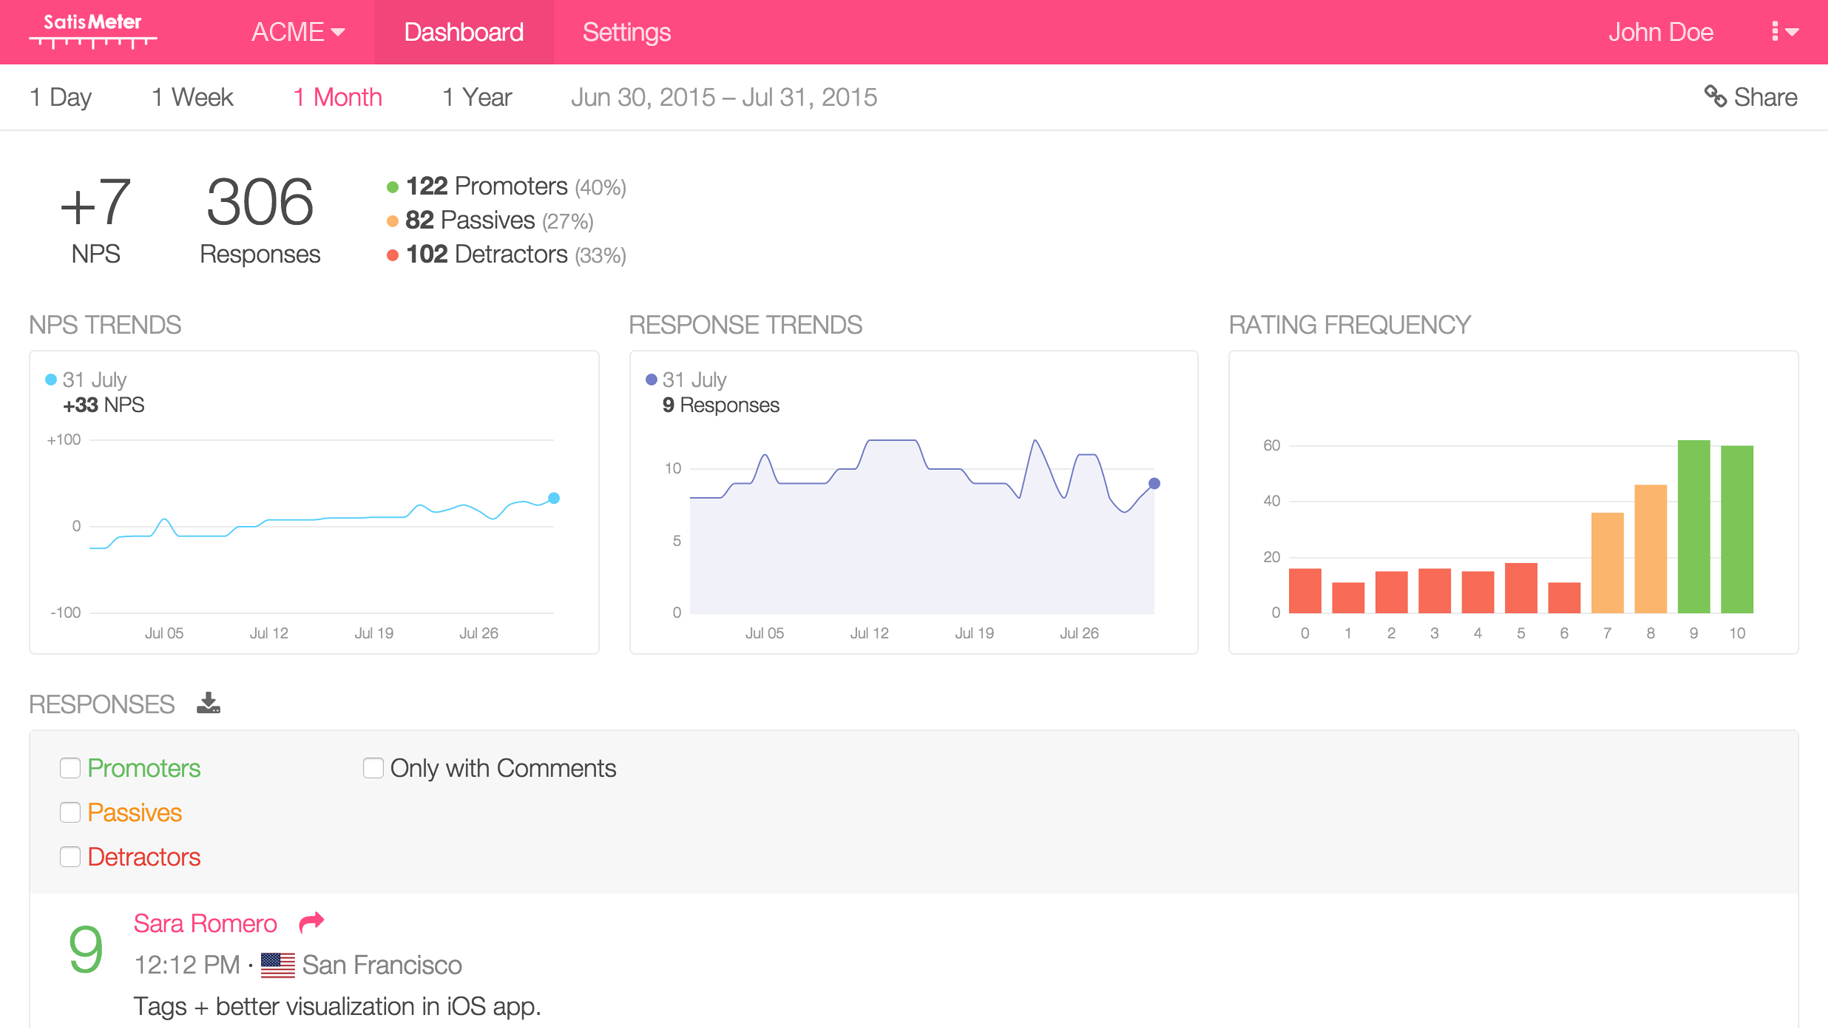 SatisMeter
ACME
Dashboard
Settings
John Doe
1 Day
1 Week
1 Month
1 Year
Jun 30, 2015 – Jul 31, 2015
Share
+7
NPS
306
Responses
122 Promoters (40%)
82 Passives (27%)
102 Detractors (33%)
NPS TRENDS
31 July
+33 NPS
+100
0
-100
Jul 05
Jul 12
Jul 19
Jul 26
RESPONSE TRENDS
31 July
9 Responses
10
5
0
Jul 05
Jul 12
Jul 19
Jul 26
RATING FREQUENCY
60
40
20
0
0 1 2 3 4 5 6 7 8 9 10
RESPONSES
Promoters
Only with Comments
Passives
Detractors
9
Sara Romero
12:12 PM · San Francisco
Tags + better visualization in iOS app.